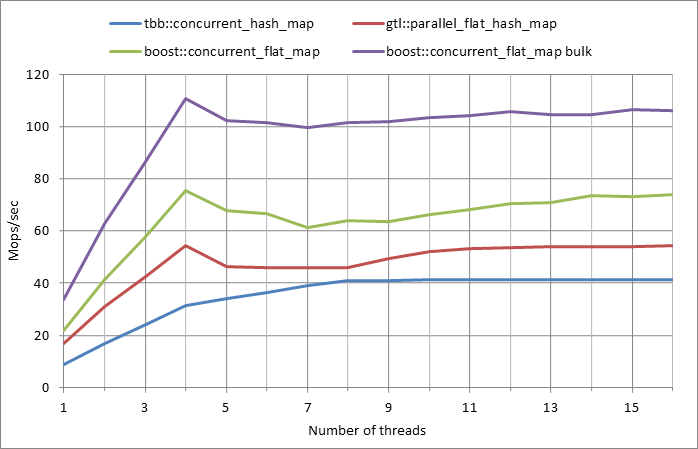 tbb::concurrent_hash_map
gtl::parallel_flat_hash_map
boost::concurrent_flat_map
boost::concurrent_flat_map bulk
120
100
80
60
40
20
0
Mops/sec
1 3 5 7 9 11 13 15
Number of threads